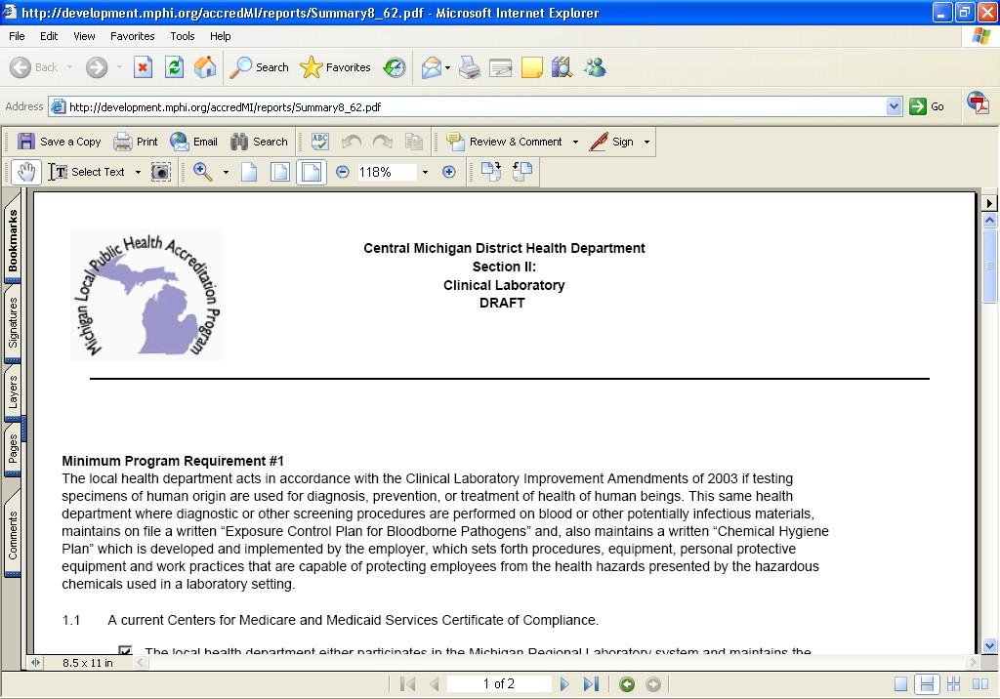 http://development.mphi.org/accredMI/reports/Summary8_62.pdf - Microsoft Internet Explorer
File Edit View Favorites Tools Help
Back Search Favorites
Address http://development.mphi.org/accredMI/reports/Summary8_62.pdf Go
Save a Copy Print Email Search ABC Review & Comment Sign
Select Text 118%
Bookmarks
Signatures
Layers
Pages
Comments
Michigan Local Public Health Accreditation Program
Central Michigan District Health Department
Section II:
Clinical Laboratory
DRAFT
Minimum Program Requirement #1
The local health department acts in accordance with the Clinical Laboratory Improvement Amendments of 2003 if testing
specimens of human origin are used for diagnosis, prevention, or treatment of health of human beings. This same health
department where diagnostic or other screening procedures are performed on blood or other potentially infectious materials,
maintains on file a written “Exposure Control Plan for Bloodborne Pathogens” and, also maintains a written “Chemical Hygiene
Plan” which is developed and implemented by the employer, which sets forth procedures, equipment, personal protective
equipment and work practices that are capable of protecting employees from the health hazards presented by the hazardous
chemicals used in a laboratory setting.
1.1 A current Centers for Medicare and Medicaid Services Certificate of Compliance.
The local health department either participates in the Michigan Regional Laboratory system and maintains the
8.5 x 11 in
1 of 2